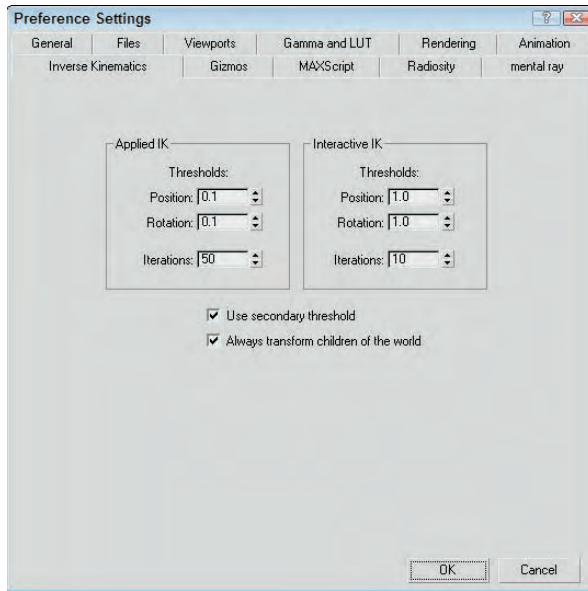 Preference Settings
General Files Viewports Gamma and LUT Rendering Animation
Inverse Kinematics Gizmos MAXScript Radiosity mental ray
Applied IK
Thresholds:
Position: 0.1
Rotation: 0.1
Iterations: 50
Interactive IK
Thresholds:
Position: 1.0
Rotation: 1.0
Iterations: 10
Use secondary threshold
Always transform children of the world
OK Cancel